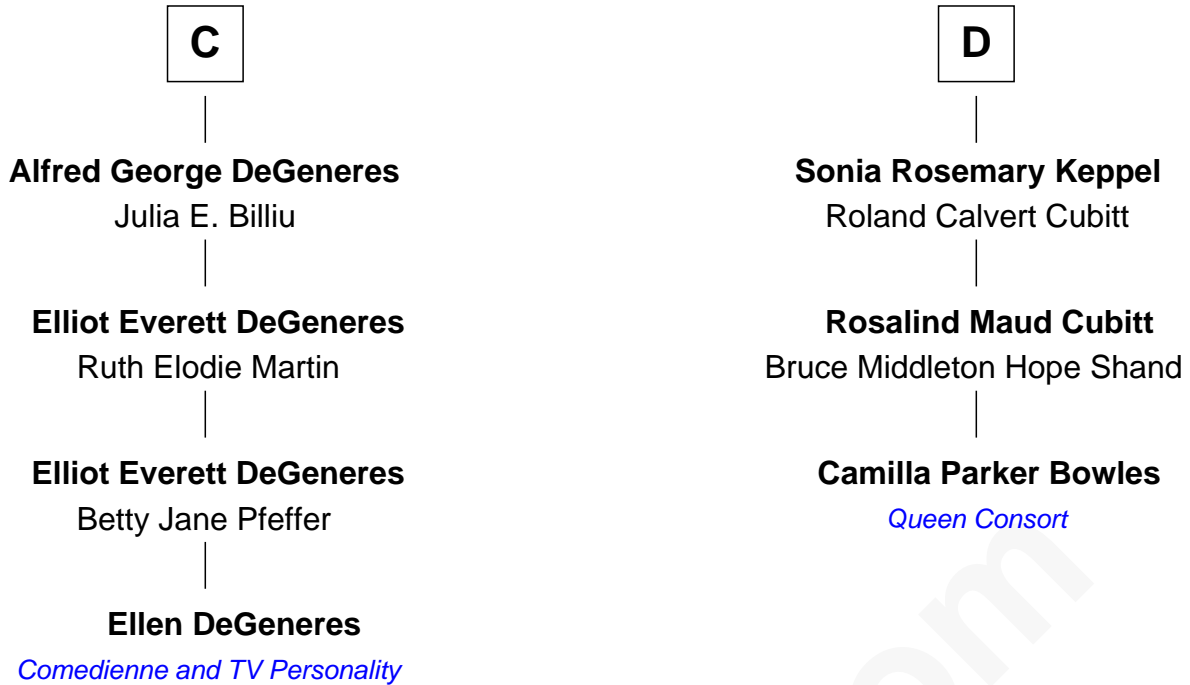 C
Alfred George DeGeneres
Julia E. Billiu
Elliot Everett DeGeneres
Ruth Elodie Martin
Elliot Everett DeGeneres
Betty Jane Pfeffer
Ellen DeGeneres
Comedienne and TV Personality
D
Sonia Rosemary Keppel
Roland Calvert Cubitt
Rosalind Maud Cubitt
Bruce Middleton Hope Shand
Camilla Parker Bowles
Queen Consort
om